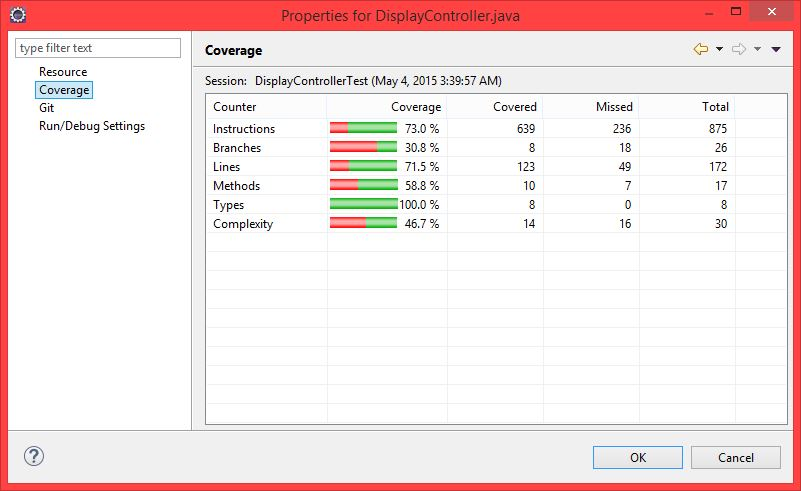 Properties for DisplayController.java
type filter text
Resource
Coverage
Git
Run/Debug Settings
Coverage
Session: DisplayControllerTest (May 4, 2015 3:39:57 AM)
Counter Coverage Covered Missed Total
Instructions 73.0 % 639 236 875
Branches 30.8 % 8 18 26
Lines 71.5 % 123 49 172
Methods 58.8 % 10 7 17
Types 100.0 % 8 0 8
Complexity 46.7 % 14 16 30
?
OK Cancel